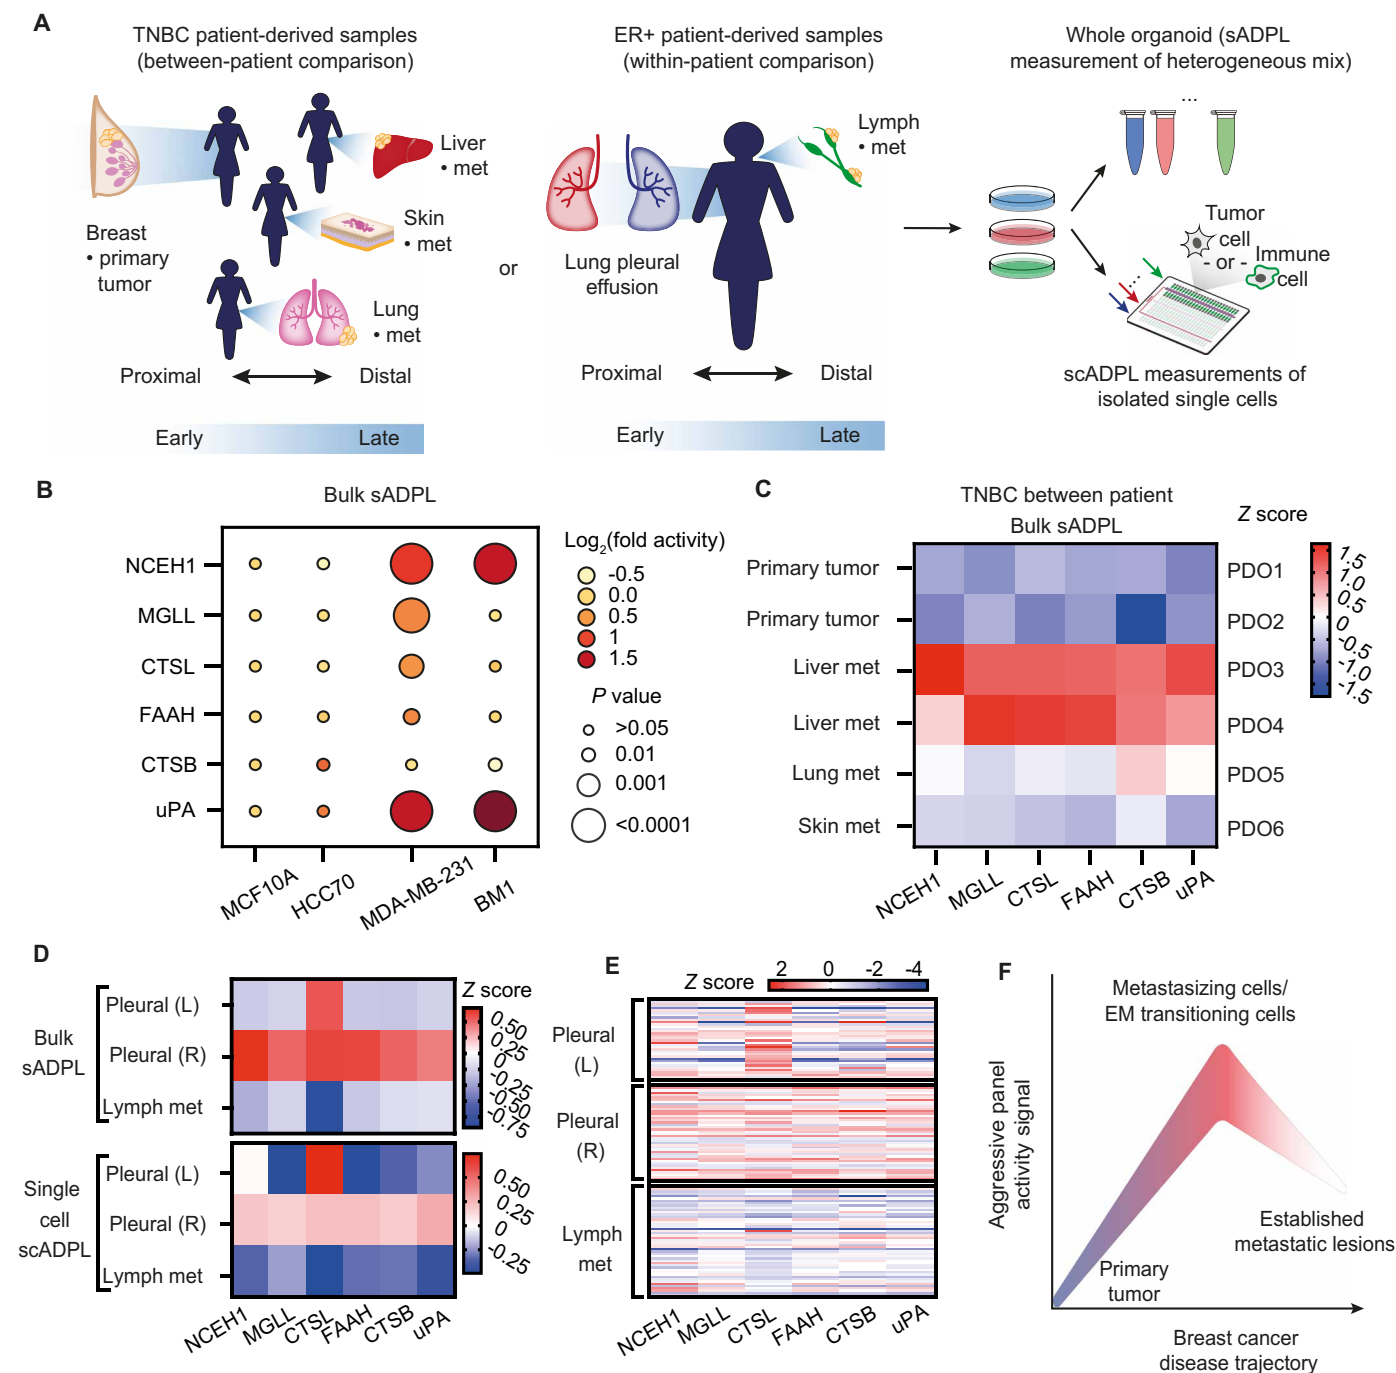 A
TNBC patient-derived samples
(between-patient comparison)
ER+ patient-derived samples
(within-patient comparison)
Whole organoid (sADPL
measurement of heterogeneous mix)
...
Liver
• met
Breast
• primary
tumor
Skin
• met
Lung
• met
Proximal
Distal
Early
Late
or
Lymph
• met
Lung pleural
effusion
Proximal
Distal
Early
Late
Tumor
cell
- or -
Immune
cell
...
scADPL measurements of
isolated single cells
B
Bulk sADPL
NCEH1
MGLL
CTSL
FAAH
CTSB
uPA
MCF10A
HCC70
MDA-MB-231
BM1
Log2(fold activity)
-0.5
0.0
0.5
1
1.5
P value
>0.05
0.01
0.001
<0.0001
C
TNBC between patient
Bulk sADPL
Z score
1.5
1.0
0.5
0
-0.5
-1.0
-1.5
Primary tumor
PDO1
Primary tumor
PDO2
Liver met
PDO3
Liver met
PDO4
Lung met
PDO5
Skin met
PDO6
NCEH1
MGLL
CTSL
FAAH
CTSB
uPA
D
Bulk
sADPL
Pleural (L)
Pleural (R)
Lymph met
Z score
0.50
0.25
0
-0.25
-0.50
-0.75
Single
cell
scADPL
Pleural (L)
Pleural (R)
Lymph met
0.50
0.25
0
-0.25
NCEH1
MGLL
CTSL
FAAH
CTSB
uPA
E
Z score
2
0
-2
-4
Pleural
(L)
Pleural
(R)
Lymph
met
NCEH1
MGLL
CTSL
FAAH
CTSB
uPA
F
Aggressive panel
activity signal
Metastasizing cells/
EM transitioning cells
Established
metastatic lesions
Primary
tumor
Breast cancer
disease trajectory